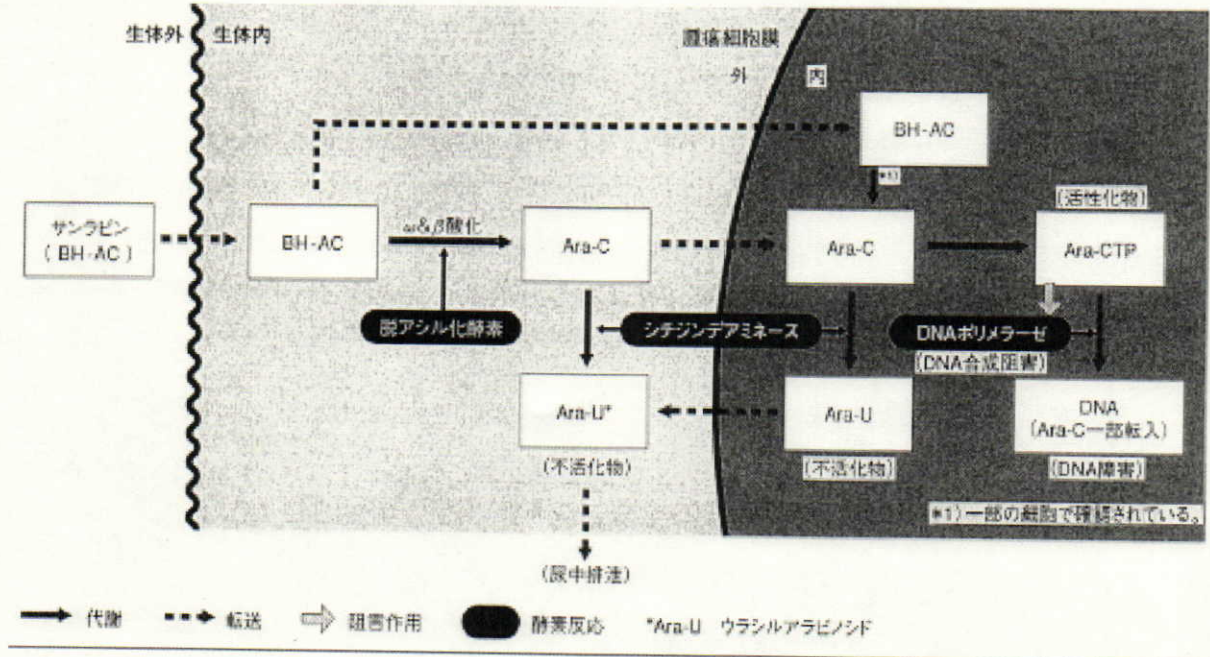 生体外
生体内
腫瘍細胞膜
外
内
BH-AC
*1)
(活性化物)
サンラビン
(BH-AC)
BH-AC
ω&β酸化
Ara-C
Ara-C
Ara-CTP
脱アシル化酵素
シチジンデアミネース
DNAポリメラーゼ
(DNA合成阻害)
Ara-U*
Ara-U
DNA
(Ara-C一部転入)
(不活化物)
(不活化物)
(DNA障害)
*1)一部の細胞で確認されている。
(尿中排泄)
代謝
転送
阻害作用
酵素反応
*Ara-U ウラシルアラビノシド